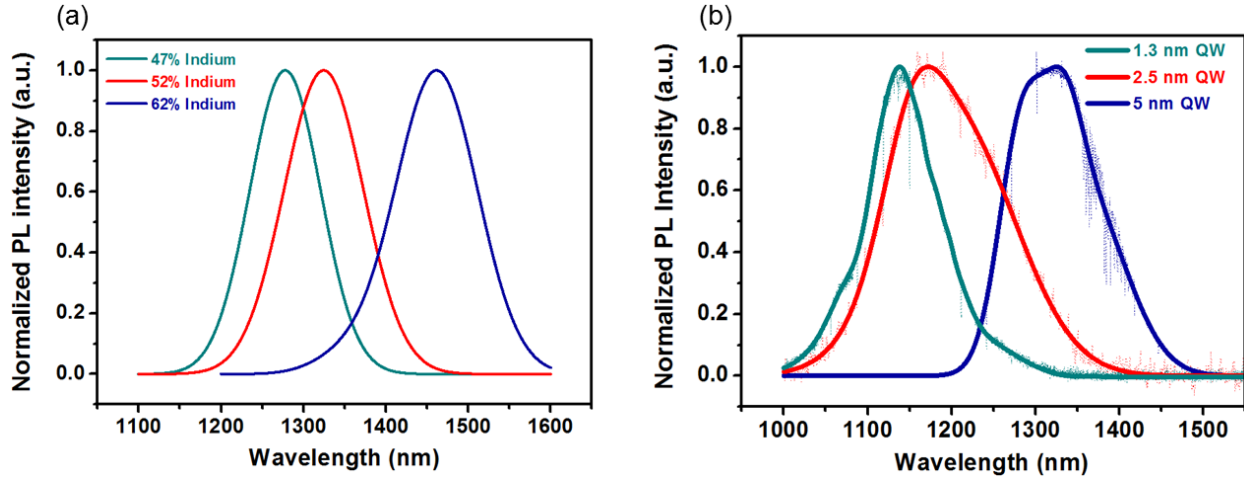 (a)
Normalized PL intensity (a.u.)
1.0
0.8
0.6
0.4
0.2
0.0
47% Indium
52% Indium
62% Indium
1100 1200 1300 1400 1500 1600
Wavelength (nm)
(b)
Normalized PL Intensity (a.u.)
1.0
0.8
0.6
0.4
0.2
0.0
1.3 nm QW
2.5 nm QW
5 nm QW
1000 1100 1200 1300 1400 1500
Wavelength (nm)